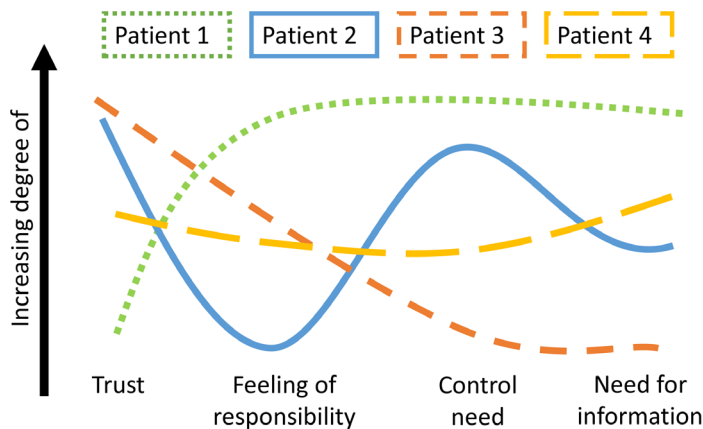 Patient 1
Patient 2
Patient 3
Patient 4
Increasing degree of
Trust
Feeling of
responsibility
Control
need
Need for
information